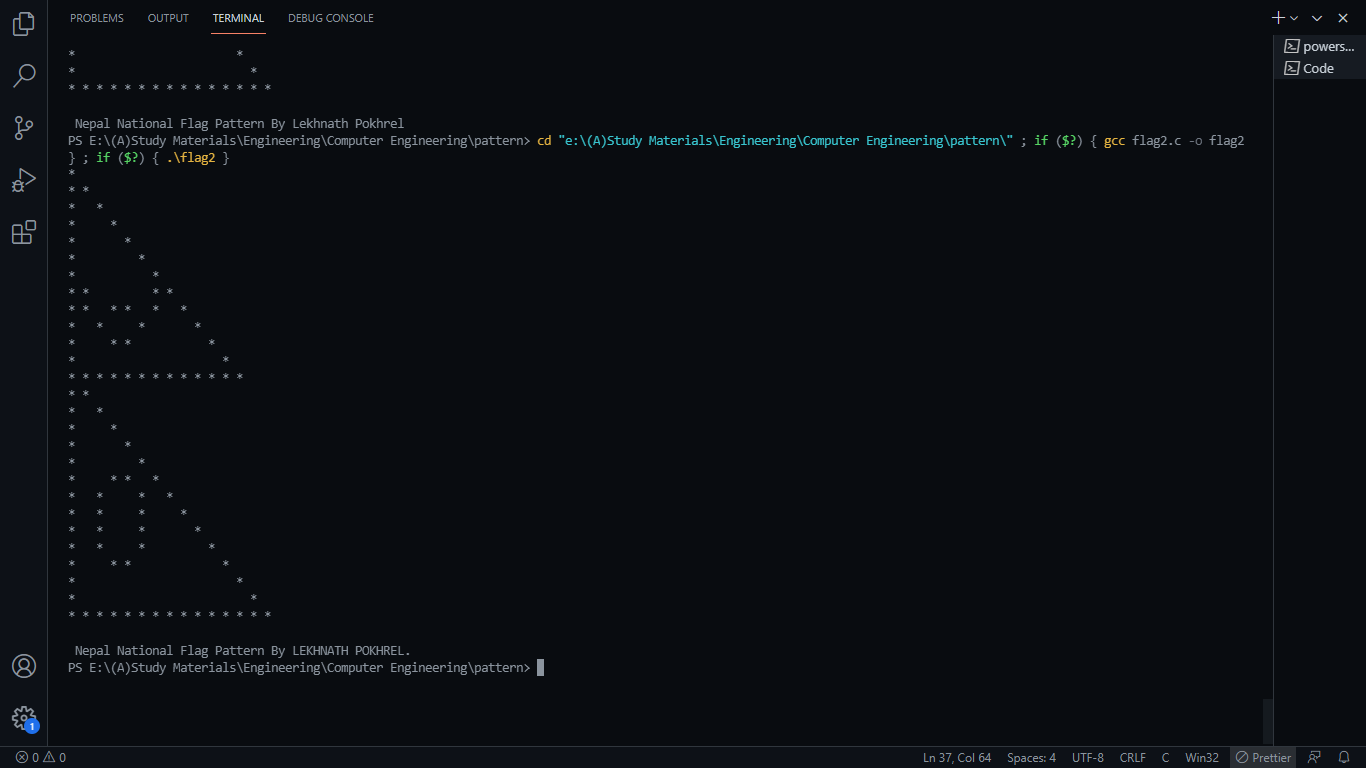 PROBLEMS OUTPUT TERMINAL DEBUG CONSOLE
powers...
Code
*                       *
*                         *
* * * * * * * * * * * * * * *
Nepal National Flag Pattern By Lekhnath Pokhrel
PS E:\(A)Study Materials\Engineering\Computer Engineering\pattern> cd "e:\(A)Study Materials\Engineering\Computer Engineering\pattern\" ; if ($?) { gcc flag2.c -o flag2
} ; if ($?) { .\flag2 }
*
* *
*   *
*     *
*       *
*         *
*           *
* *         * *
* *   * *   *   *
*   *     *       *
*     * *           *
*                     *
* * * * * * * * * * * * *
* *
*   *
*     *
*       *
*         *
*     * *   *
*   *     *   *
*   *     *     *
*   *     *       *
*   *     *         *
*     * *             *
*                       *
*                         *
* * * * * * * * * * * * * * *
Nepal National Flag Pattern By LEKHNATH POKHREL.
PS E:\(A)Study Materials\Engineering\Computer Engineering\pattern>
1
0 0 Ln 37, Col 64 Spaces: 4 UTF-8 CRLF C Win32 Prettier